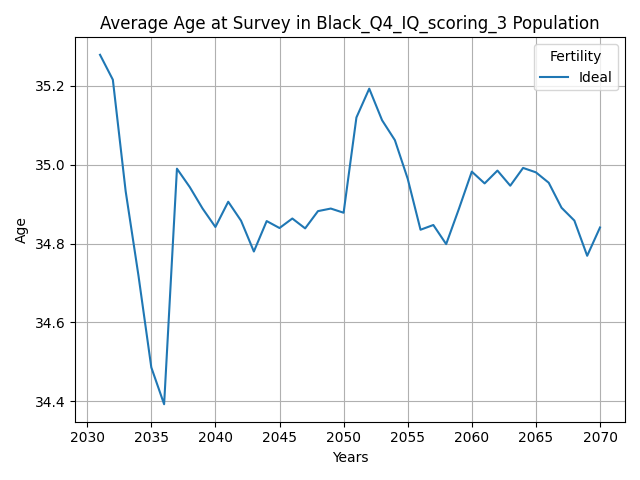 Average Age at Survey in Black_Q4_IQ_scoring_3 Population
Fertility
Ideal
35.2
35.0
34.8
34.6
34.4
Age
2030 2035 2040 2045 2050 2055 2060 2065 2070
Years